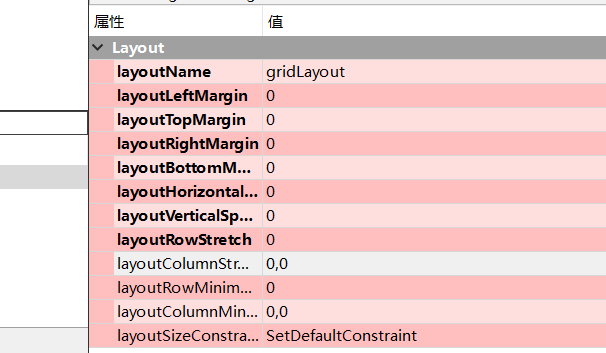 属性 值
Layout
layoutName gridLayout
layoutLeftMargin 0
layoutTopMargin 0
layoutRightMargin 0
layoutBottomM... 0
layoutHorizontal... 0
layoutVerticalSp... 0
layoutRowStretch 0
layoutColumnStr... 0,0
layoutRowMinim... 0
layoutColumnMin... 0,0
layoutSizeConstra... SetDefaultConstraint